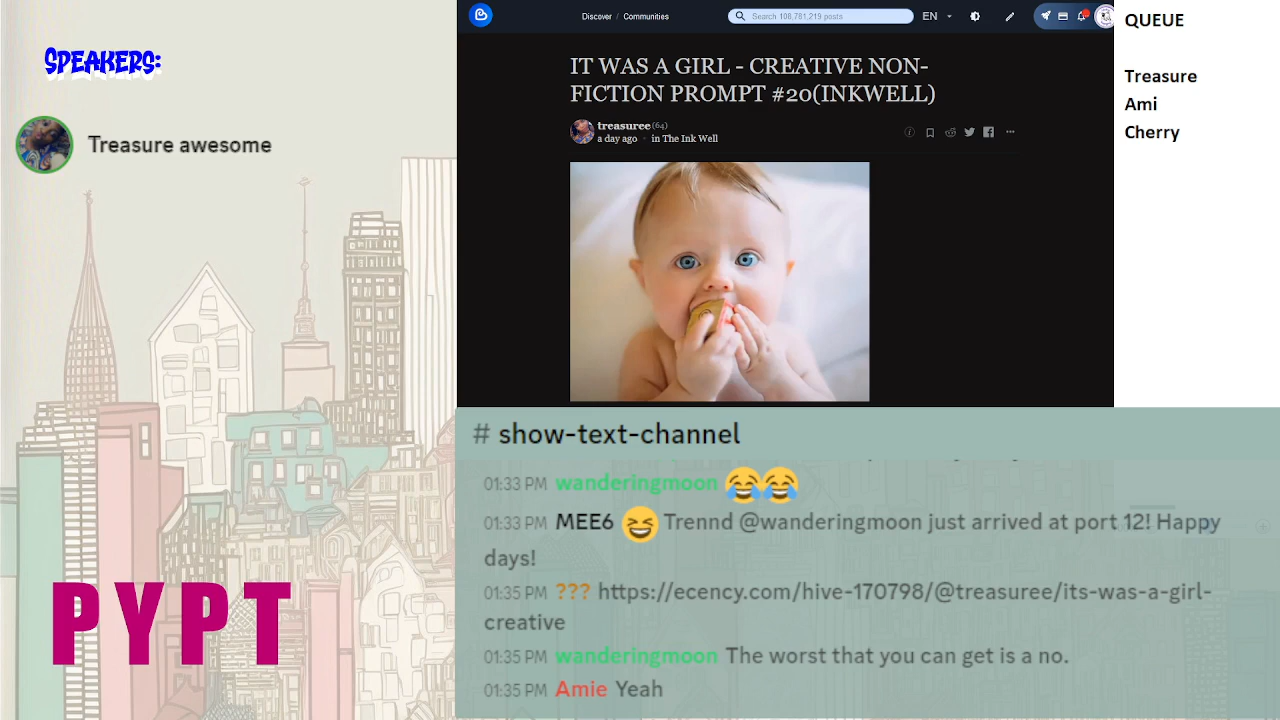 SPEAKERS:
Treasure awesome
PYPT
Discover / Communities
Search 108,781,219 posts
EN
IT WAS A GIRL - CREATIVE NON-
FICTION PROMPT #20(INKWELL)
treasuree (64)
a day ago · in The Ink Well
QUEUE
Treasure
Ami
Cherry
# show-text-channel
01:33 PM wanderingmoon 😂😂
01:33 PM MEE6 😆 Trennd @wanderingmoon just arrived at port 12! Happy
days!
01:35 PM ??? https://ecency.com/hive-170798/@treasuree/its-was-a-girl-
creative
01:35 PM wanderingmoon The worst that you can get is a no.
01:35 PM Amie Yeah